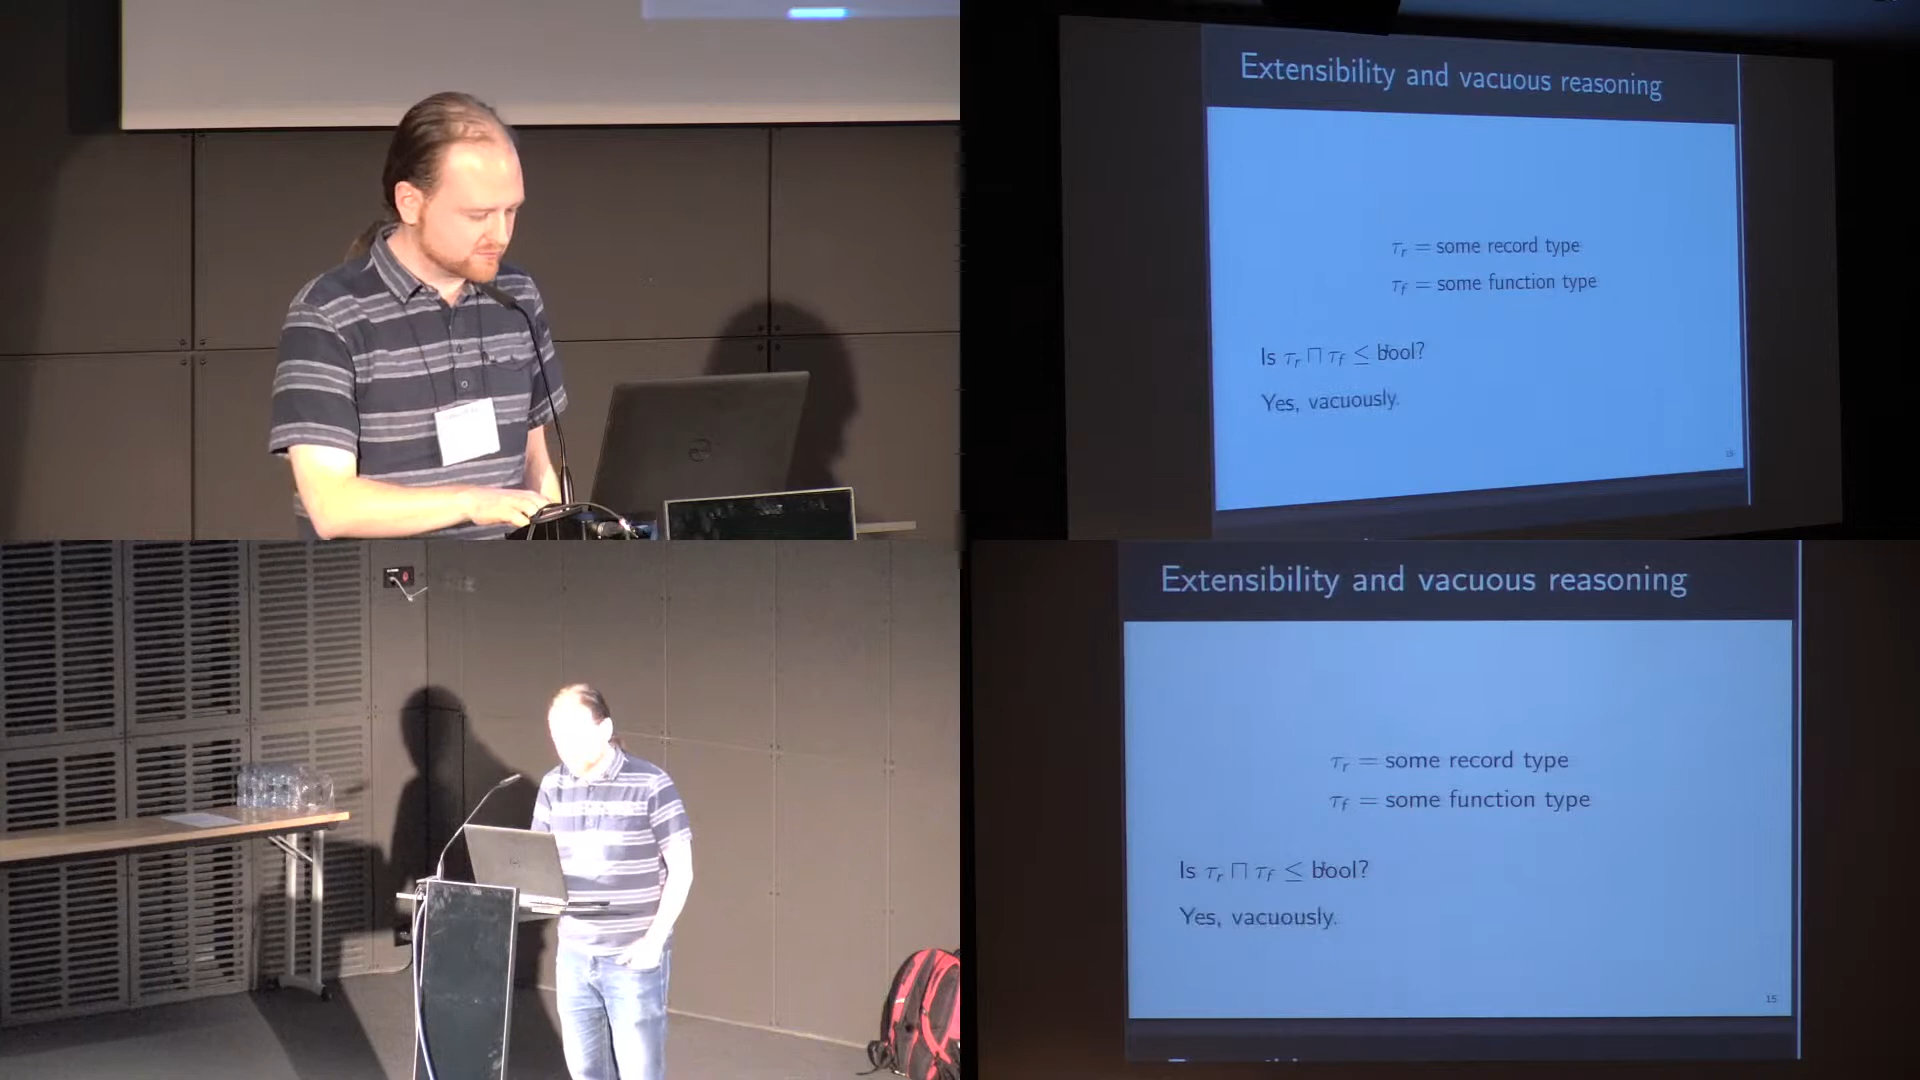 Extensibility and vacuous reasoning
τᵣ = some record type
τf = some function type
Is τᵣ ⊓ τf ≤ bool?
Yes, vacuously.
15
Extensibility and vacuous reasoning
τᵣ = some record type
τf = some function type
Is τᵣ ⊓ τf ≤ bool?
Yes, vacuously.
15